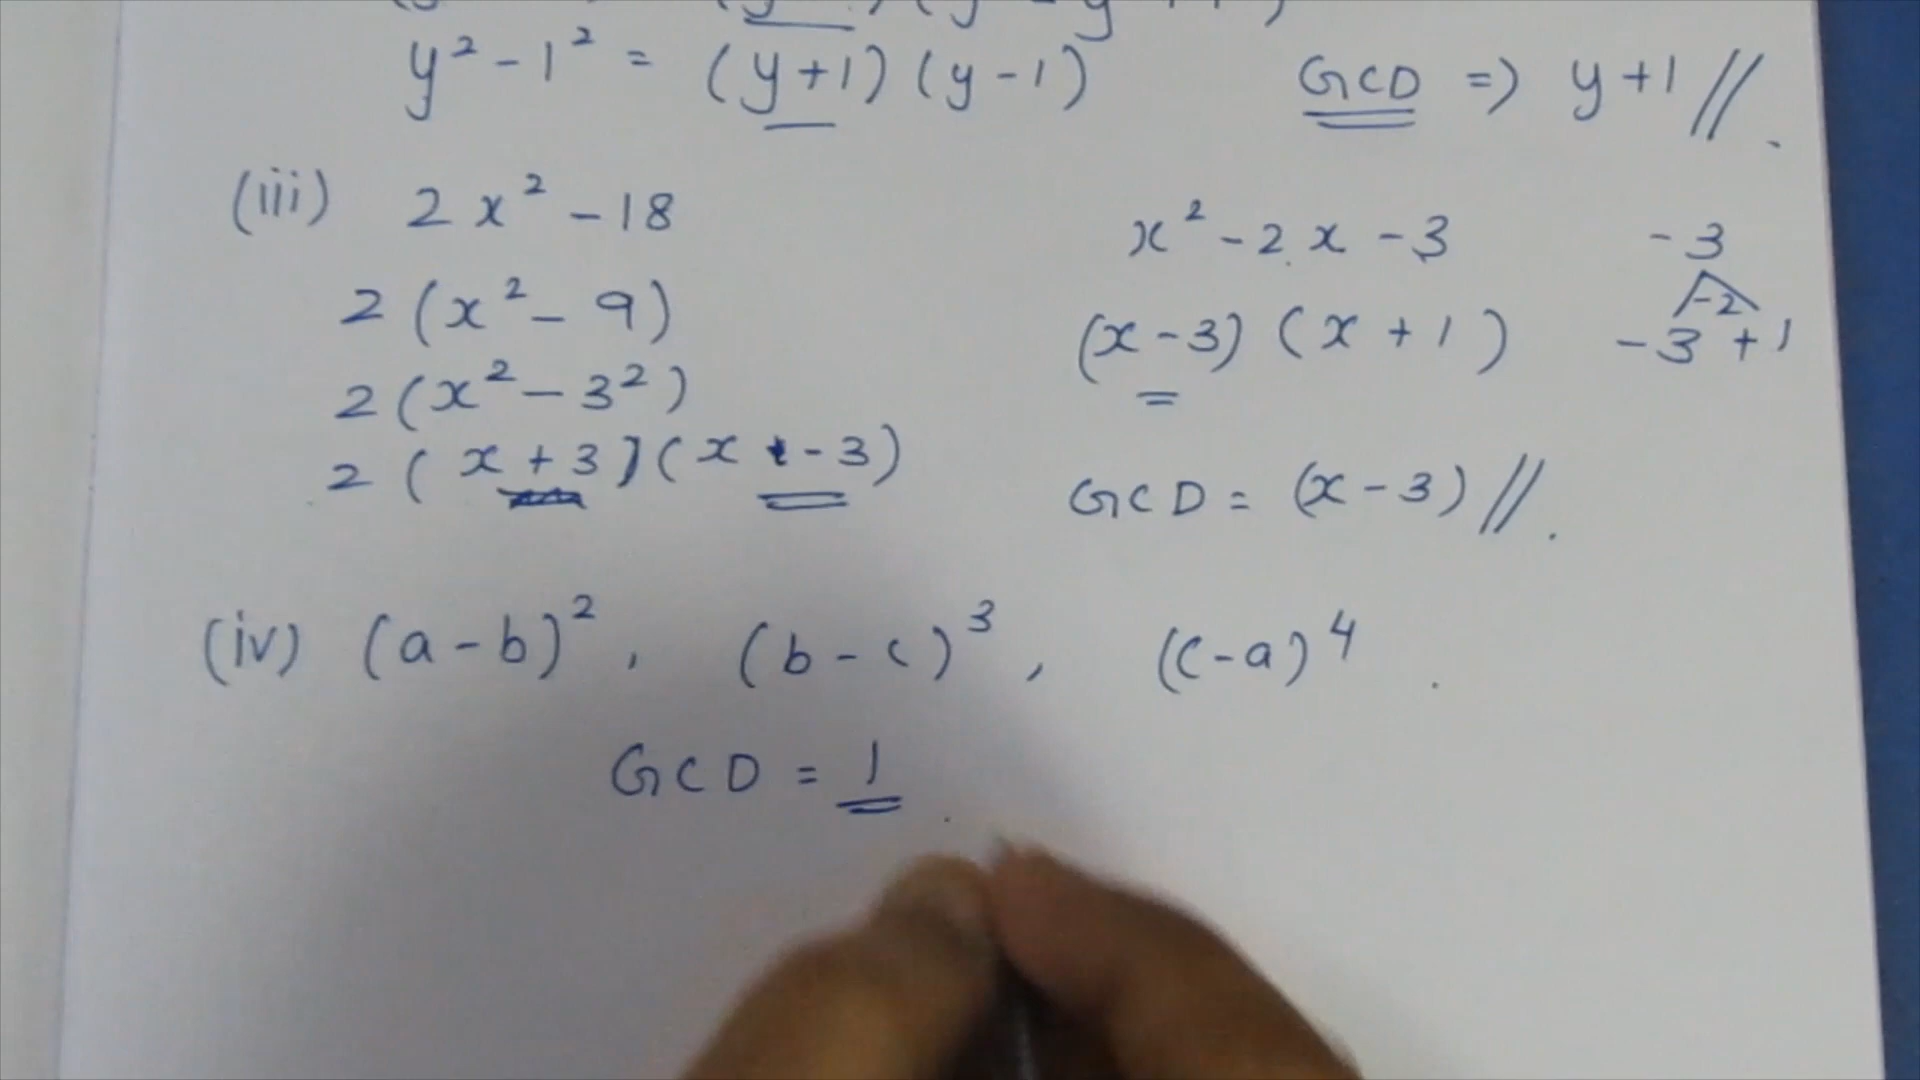 y² - 1² = (y+1) (y-1) GCD => y+1 //.
(iii) 2x² - 18
2(x² - 9)
2(x² - 3²)
2(x+3)(x - 3)
x² - 2x - 3
(x-3) (x + 1)
-3
-2
-3 + 1
GCD = (x-3) //.
(iv) (a-b)², (b-c)³, (c-a)⁴.
GCD = 1